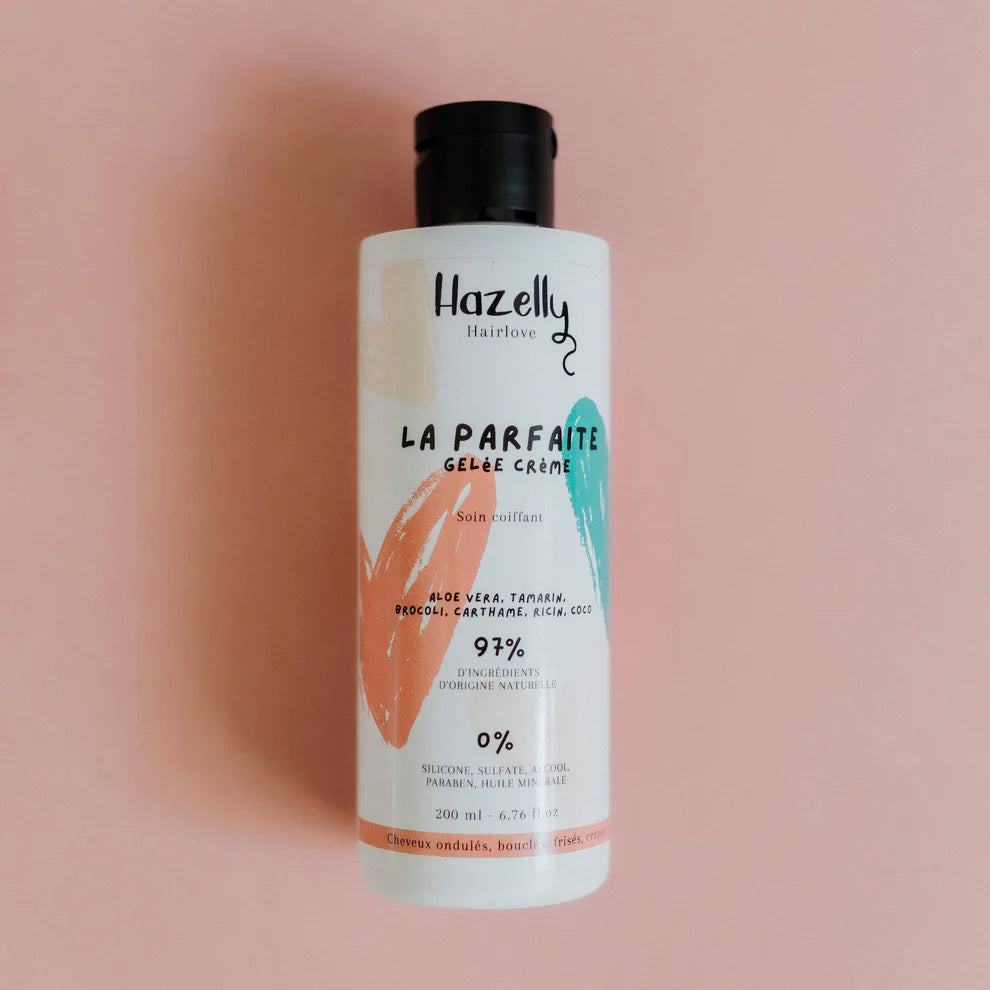 Hazelly
Hairlove
LA PARFAITE
GELÉE CRÈME
Soin coiffant
ALOE VERA, TAMARIN,
BROCOLI, CARTHAME, RICIN, COCO
97%
D'INGRÉDIENTS
D'ORIGINE NATURELLE
0%
SILICONE, SULFATE, ALCOOL,
PARABEN, HUILE MINÉRALE
200 ml - 6.76 fl.oz
Cheveux ondulés, bouclés, frisés,